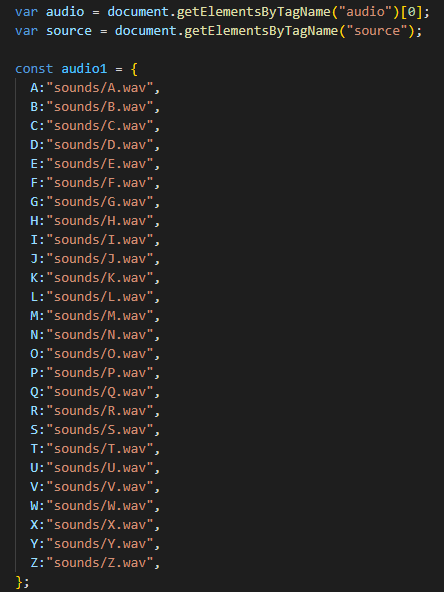 var audio = document.getElementsByTagName("audio")[0];
var source = document.getElementsByTagName("source");
const audio1 = {
A:"sounds/A.wav",
B:"sounds/B.wav",
C:"sounds/C.wav",
D:"sounds/D.wav",
E:"sounds/E.wav",
F:"sounds/F.wav",
G:"sounds/G.wav",
H:"sounds/H.wav",
I:"sounds/I.wav",
J:"sounds/J.wav",
K:"sounds/K.wav",
L:"sounds/L.wav",
M:"sounds/M.wav",
N:"sounds/N.wav",
O:"sounds/O.wav",
P:"sounds/P.wav",
Q:"sounds/Q.wav",
R:"sounds/R.wav",
S:"sounds/S.wav",
T:"sounds/T.wav",
U:"sounds/U.wav",
V:"sounds/V.wav",
W:"sounds/W.wav",
X:"sounds/X.wav",
Y:"sounds/Y.wav",
Z:"sounds/Z.wav",
};